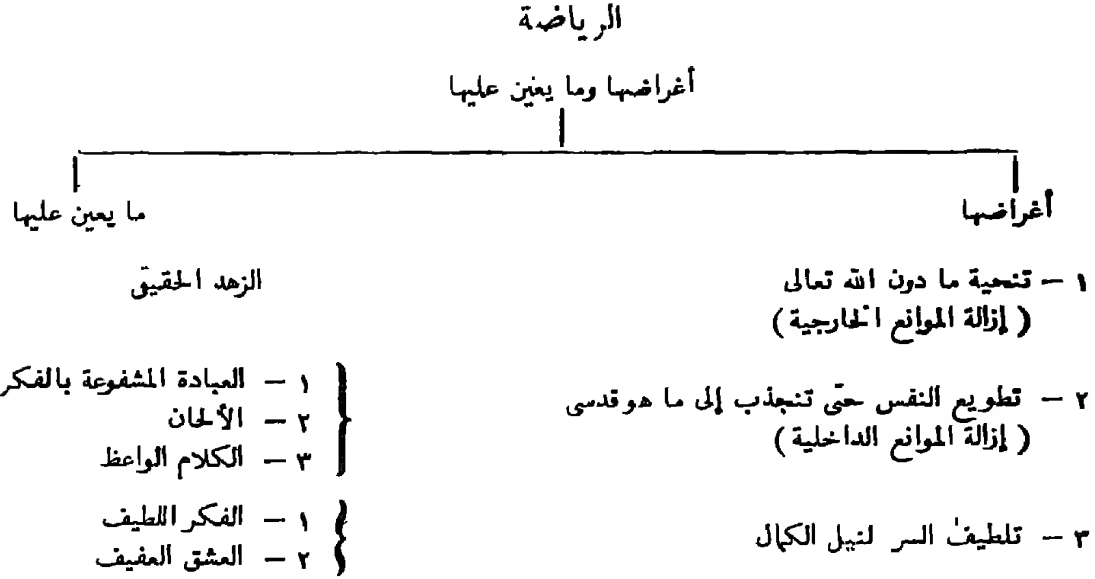 الرياضة
أغراضها وما يعين عليها
أغراضها
ما يعين عليها
١ – تنحية ما دون الله تعالى
( إزالة الموانع الخارجية )
الزهد الحقيقى
٢ – تطويع النفس حتى تنجذب إلى ما هو قدسى
( إزالة الموانع الداخلية )
١ – العبادة المشفوعة بالفكر
٢ – الألحان
٣ – الكلام الواعظ
٣ – تلطيف السر لنيل الكمال
١ – الفكر اللطيف
٢ – العشق العفيف